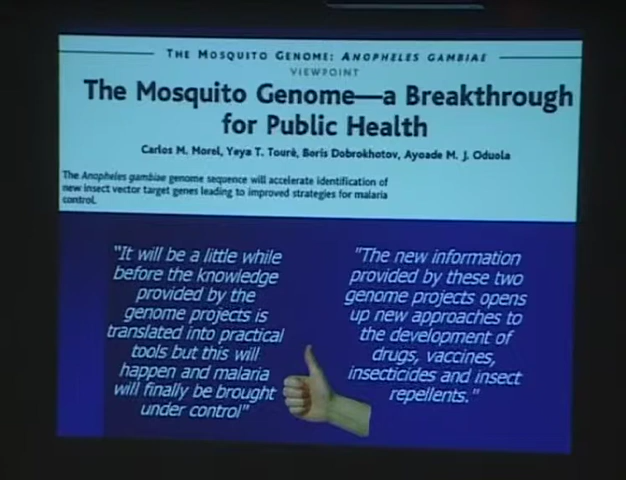 THE MOSQUITO GENOME: ANOPHELES GAMBIAE
VIEWPOINT
The Mosquito Genome—a Breakthrough
for Public Health
Carlos M. Morel, Yeya T. Touré, Boris Dobrokhotov, Ayoade M. J. Oduola
The Anopheles gambiae genome sequence will accelerate identification of
new insect vector target genes leading to improved strategies for malaria
control.
"It will be a little while
before the knowledge
provided by the
genome projects is
translated into practical
tools but this will
happen and malaria
will finally be brought
under control"
"The new information
provided by these two
genome projects opens
up new approaches to
the development of
drugs, vaccines,
insecticides and insect
repellents."